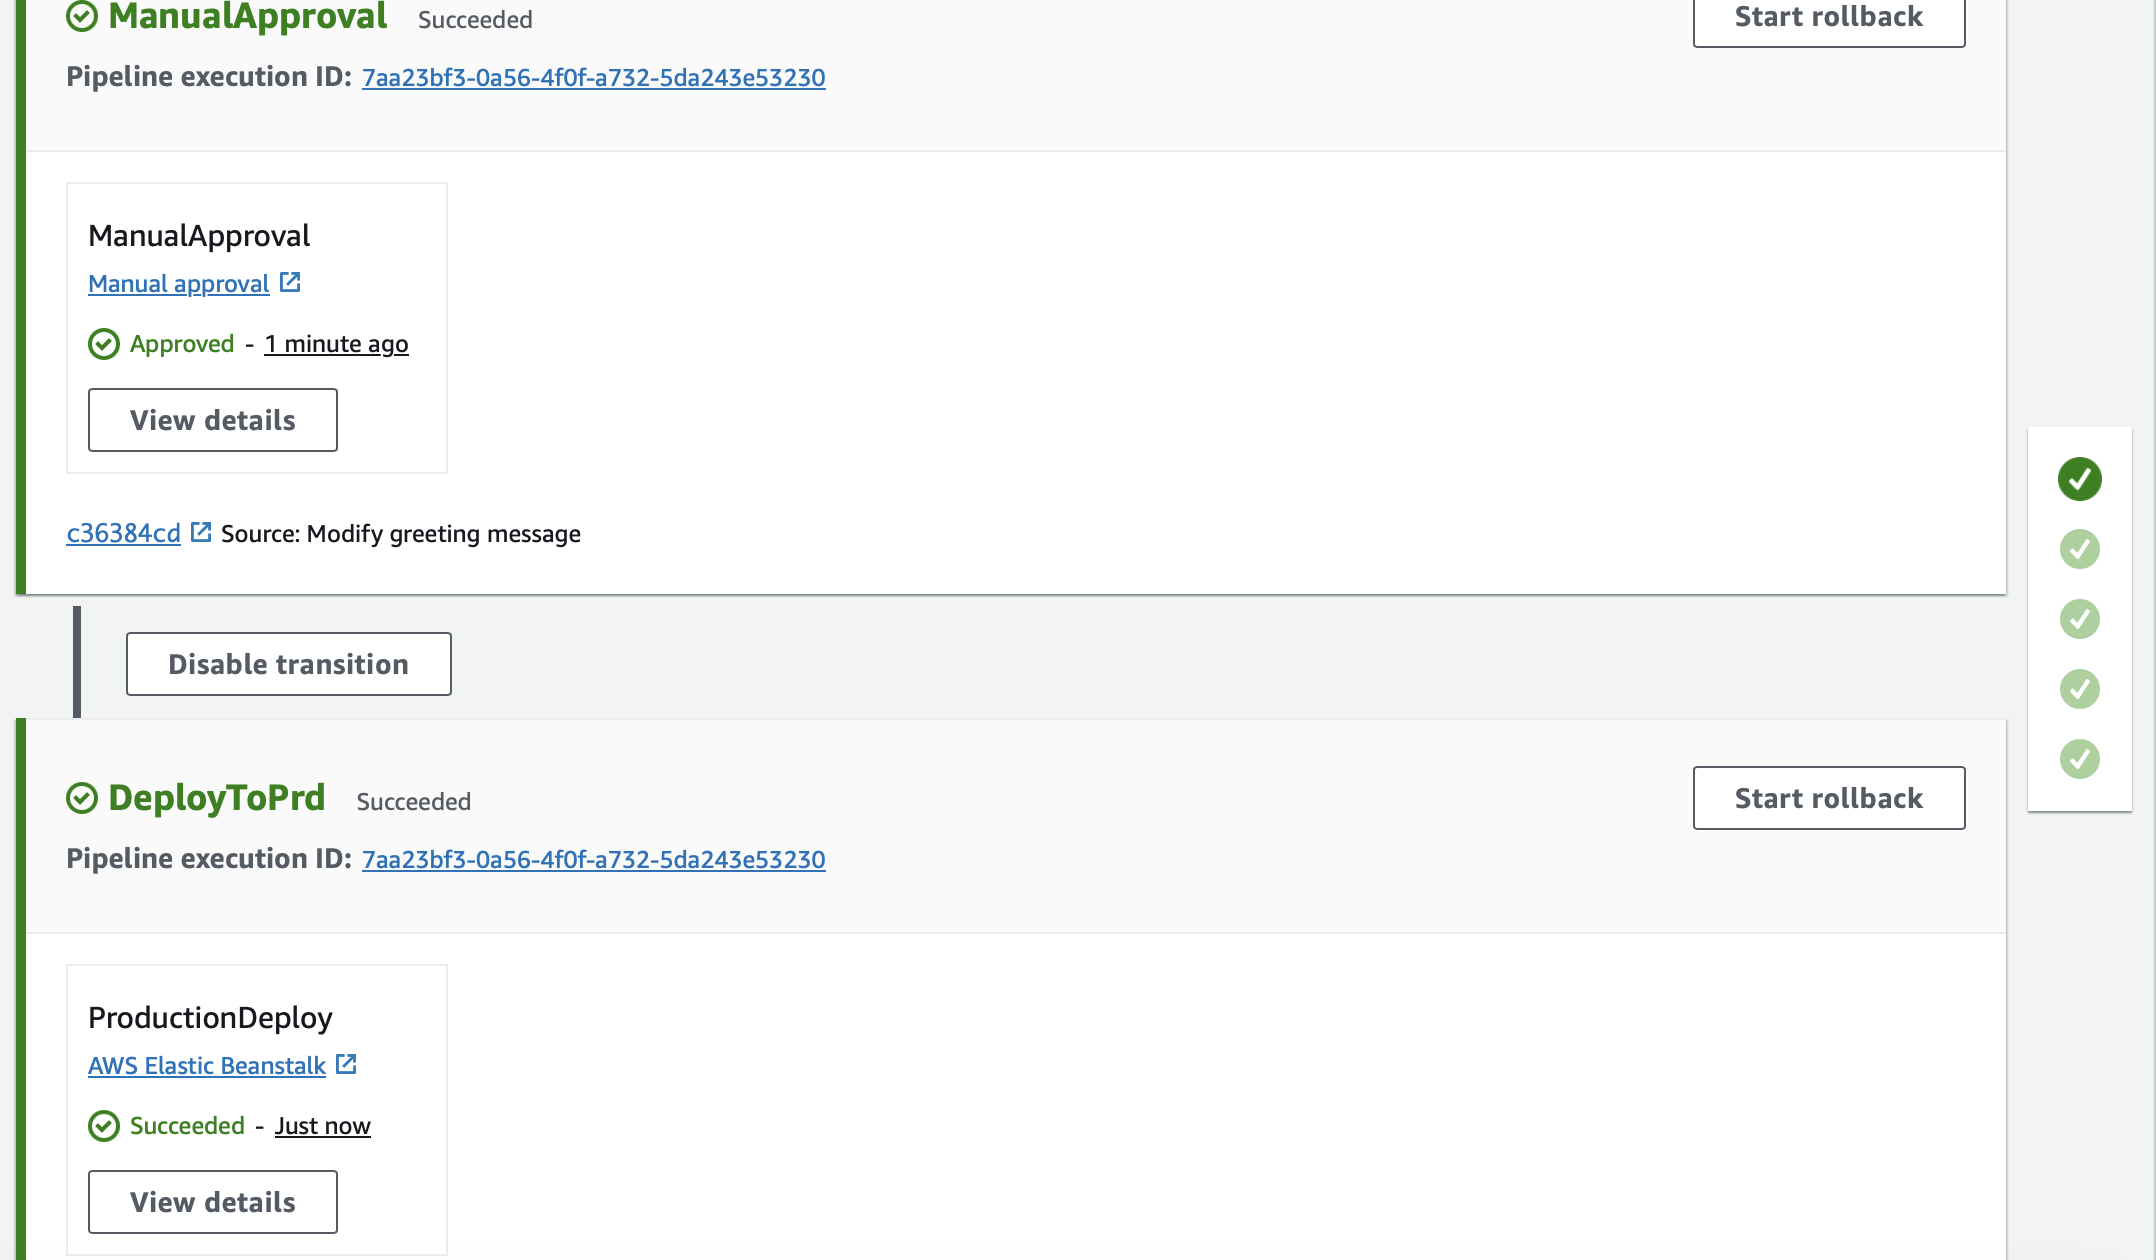 ManualApproval Succeeded Start rollback
Pipeline execution ID: 7aa23bf3-0a56-4f0f-a732-5da243e53230
ManualApproval
Manual approval
Approved - 1 minute ago
View details
c36384cd Source: Modify greeting message
Disable transition
DeployToPrd Succeeded Start rollback
Pipeline execution ID: 7aa23bf3-0a56-4f0f-a732-5da243e53230
ProductionDeploy
AWS Elastic Beanstalk
Succeeded - Just now
View details